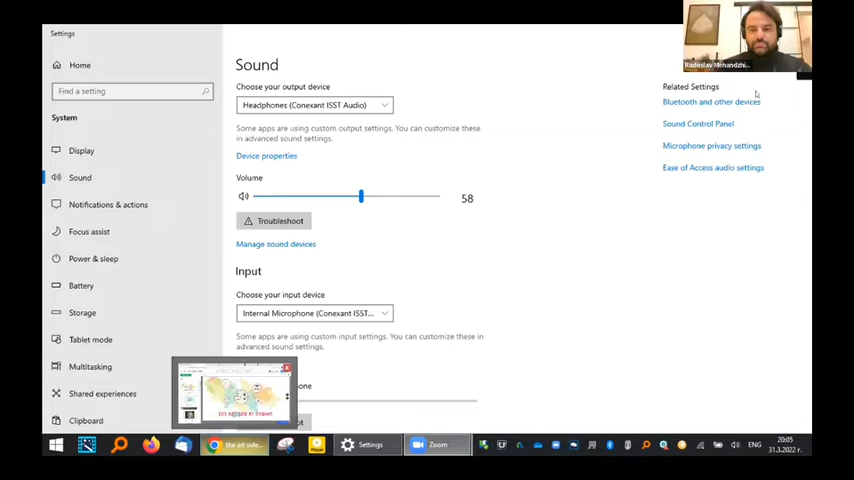 Settings
Home
Find a setting
System
Display
Sound
Notifications & actions
Focus assist
Power & sleep
Battery
Storage
Tablet mode
Multitasking
Shared experiences
Clipboard
Sound
Choose your output device
Headphones (Conexant ISST Audio)
Some apps are using custom output settings. You can customize these
in advanced sound settings.
Device properties
Volume
58
Troubleshoot
Manage sound devices
Input
Choose your input device
Internal Microphone (Conexant ISST...
Some apps are using custom input settings. You can customize these in
advanced sound settings.
Radoslav Mehandzhi...
Related Settings
Bluetooth and other devices
Sound Control Panel
Microphone privacy settings
Ease of Access audio settings
the art side...
Settings
Zoom
ENG
20:05
31.3.2022 г.